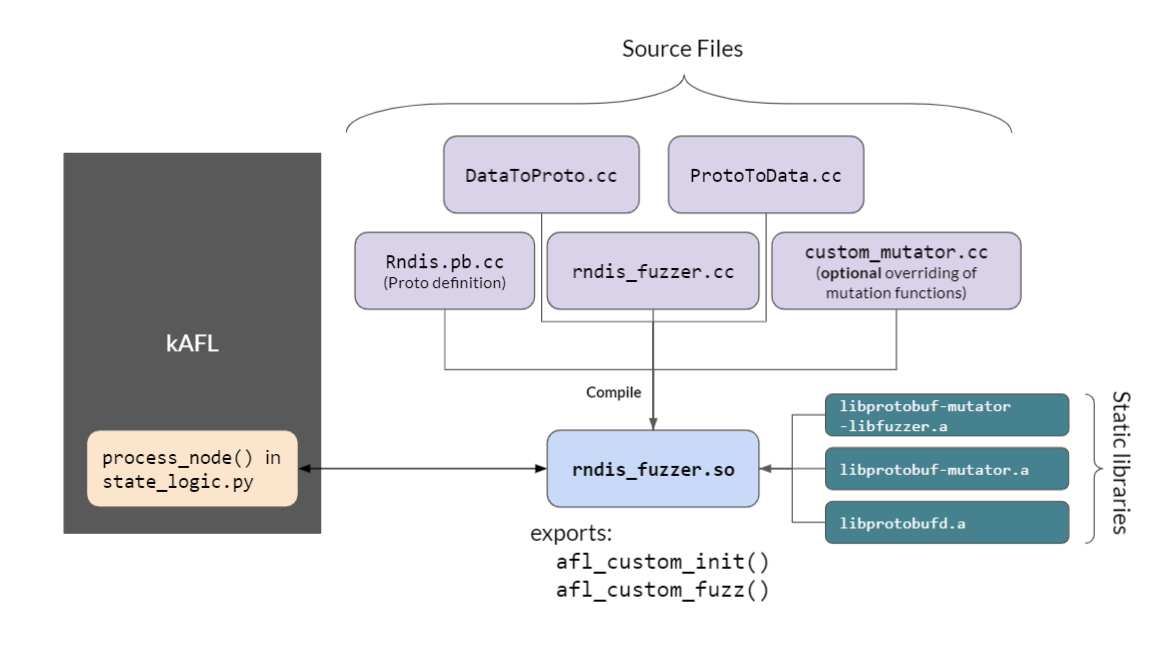 Source Files
DataToProto.cc
ProtoToData.cc
Rndis.pb.cc
(Proto definition)
rndis_fuzzer.cc
custom_mutator.cc
(optional overriding of
mutation functions)
kAFL
Compile
process_node() in
state_logic.py
rndis_fuzzer.so
exports:
afl_custom_init()
afl_custom_fuzz()
libprotobuf-mutator
-libfuzzer.a
libprotobuf-mutator.a
libprotobufd.a
Static libraries